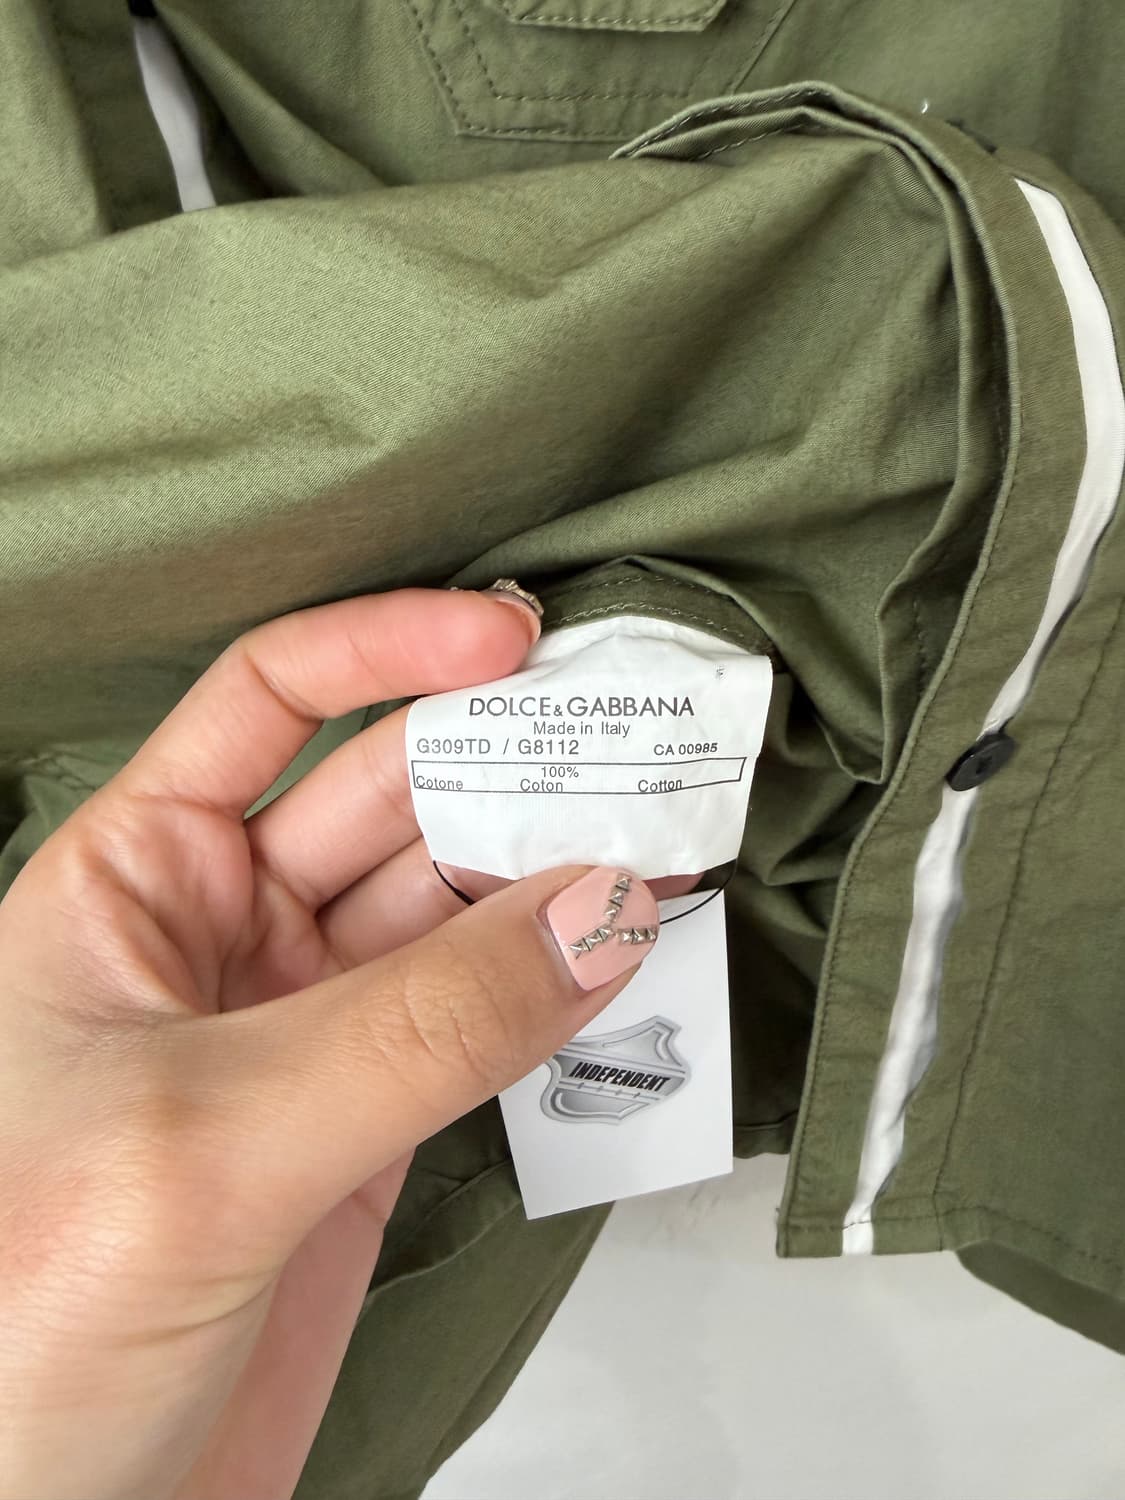 DOLCE&GABBANA
Made in Italy
G309TD / G8112 CA 00985
100%
Cotone Coton Cotton
INDEPENDENT